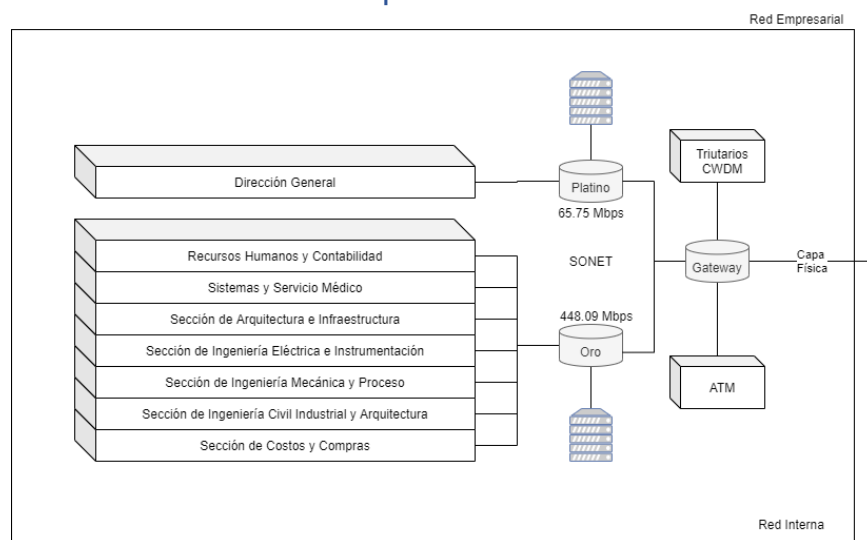 Red Empresarial
Triutarios
CWDM
Dirección General
Platino
65.75 Mbps
Recursos Humanos y Contabilidad
SONET
Gateway
Capa
Física
Sistemas y Servicio Médico
Sección de Arquitectura e Infraestructura
448.09 Mbps
Sección de Ingeniería Eléctrica e Instrumentación
Oro
Sección de Ingeniería Mecánica y Proceso
ATM
Sección de Ingeniería Civil Industrial y Arquitectura
Sección de Costos y Compras
Red Interna